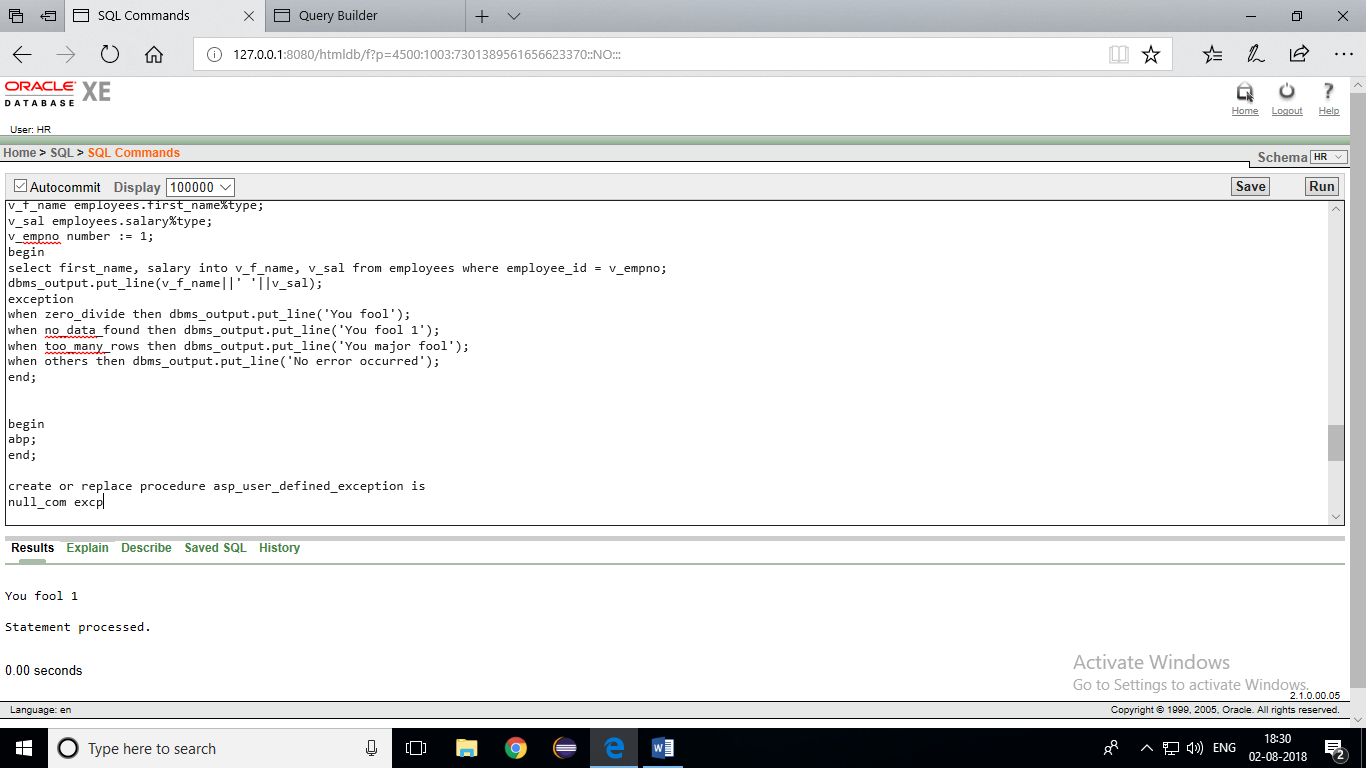 SQL Commands
Query Builder
127.0.0.1:8080/htmldb/f?p=4500:1003:7301389561656623370::NO:::
ORACLE XE
DATABASE
Home Logout Help
User: HR
Home > SQL > SQL Commands
Schema HR
Autocommit Display 100000 Save Run
v_f_name employees.first_name%type;
v_sal employees.salary%type;
v_empno number := 1;
begin
select first_name, salary into v_f_name, v_sal from employees where employee_id = v_empno;
dbms_output.put_line(v_f_name||' '||v_sal);
exception
when zero_divide then dbms_output.put_line('You fool');
when no_data_found then dbms_output.put_line('You fool 1');
when too_many_rows then dbms_output.put_line('You major fool');
when others then dbms_output.put_line('No error occurred');
end;
begin
abp;
end;
create or replace procedure asp_user_defined_exception is
null_com excp
Results Explain Describe Saved SQL History
You fool 1
Statement processed.
0.00 seconds
Activate Windows
Go to Settings to activate Windows.
2.1.0.00.05
Language: en
Copyright © 1999, 2005, Oracle. All rights reserved.
Type here to search
ENG
18:30
02-08-2018
2